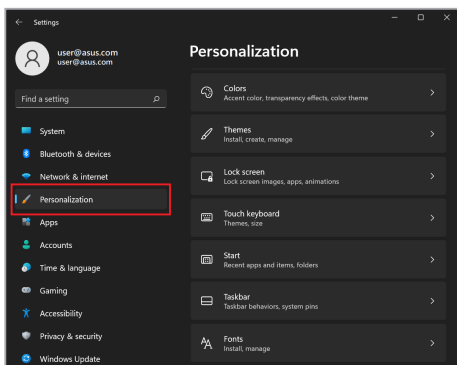 Settings
user@asus.com
user@asus.com
Find a setting
System
Bluetooth & devices
Network & internet
Personalization
Apps
Accounts
Time & language
Gaming
Accessibility
Privacy & security
Windows Update
Personalization
Colors
Accent color, transparency effects, color theme
Themes
Install, create, manage
Lock screen
Lock screen images, apps, animations
Touch keyboard
Themes, size
Start
Recent apps and items, folders
Taskbar
Taskbar behaviors, system pins
Fonts
Install, manage